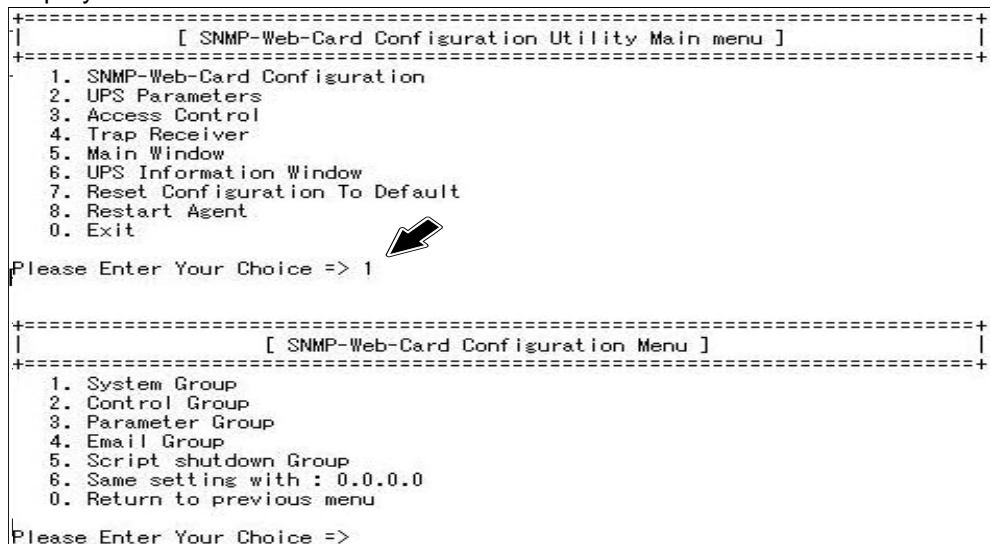 +============================================================================+
| [ SNMP-Web-Card Configuration Utility Main menu ] |
+============================================================================+
1. SNMP-Web-Card Configuration
2. UPS Parameters
3. Access Control
4. Trap Receiver
5. Main Window
6. UPS Information Window
7. Reset Configuration To Default
8. Restart Agent
0. Exit
Please Enter Your Choice => 1
+============================================================================+
| [ SNMP-Web-Card Configuration Menu ] |
+============================================================================+
1. System Group
2. Control Group
3. Parameter Group
4. Email Group
5. Script shutdown Group
6. Same setting with : 0.0.0.0
0. Return to previous menu
Please Enter Your Choice =>